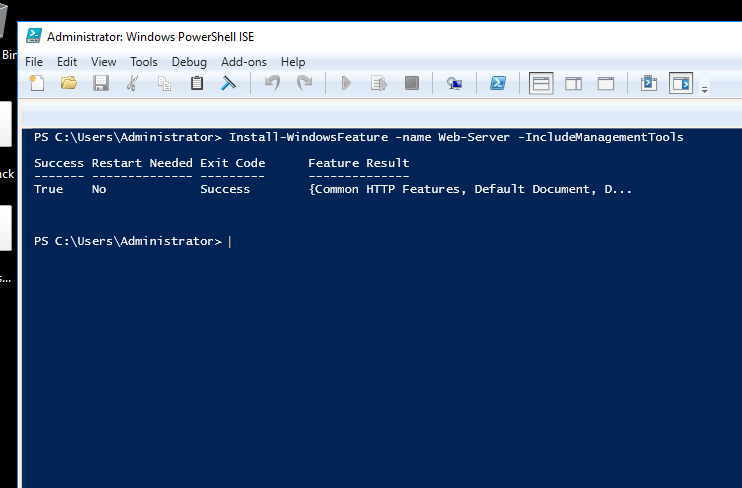 Administrator: Windows PowerShell ISE
Bin
File Edit View Tools Debug Add-ons Help
PS C:\Users\Administrator> Install-WindowsFeature -name Web-Server -IncludeManagementTools
Success Restart Needed Exit Code Feature Result
------- -------------- --------- --------------
ack
True No Success {Common HTTP Features, Default Document, D...
PS C:\Users\Administrator>
s...